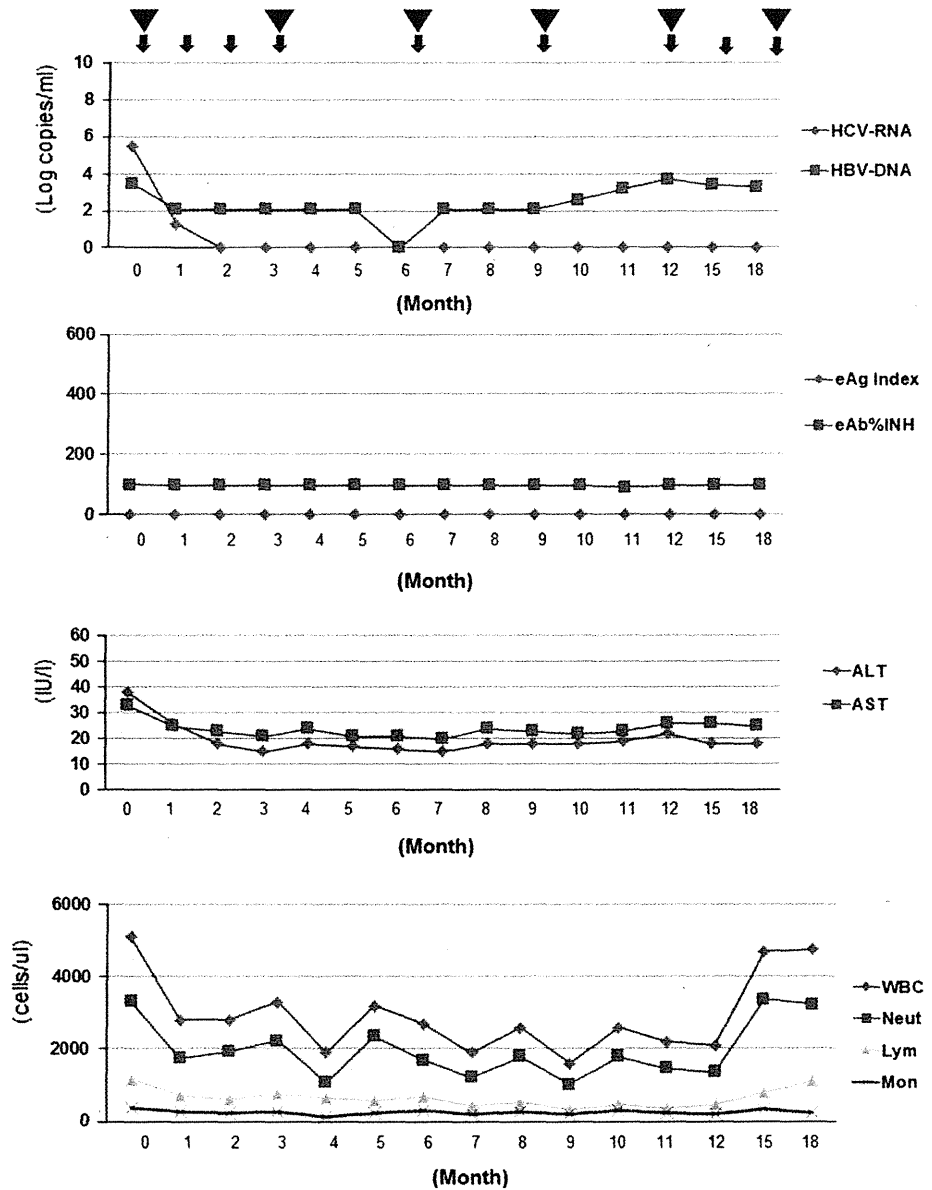 10
8
6
4
2
0
(Log copies/ml)
HCV-RNA
HBV-DNA
0 1 2 3 4 5 6 7 8 9 10 11 12 15 18
(Month)
600
400
200
0
eAg Index
eAb%INH
0 1 2 3 4 5 6 7 8 9 10 11 12 15 18
(Month)
60
50
40
30
20
10
0
(IU/l)
ALT
AST
0 1 2 3 4 5 6 7 8 9 10 11 12 15 18
(Month)
6000
4000
2000
0
(cells/ul)
WBC
Neut
Lym
Mon
0 1 2 3 4 5 6 7 8 9 10 11 12 15 18
(Month)